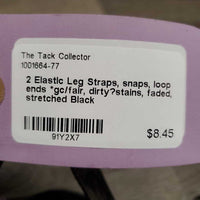 The Tack Collector
1001664-77
2 Elastic Leg Straps, snaps, loop
ends *gc/fair, dirty?stains, faded,
stretched Black
91Y2X7
$8.45